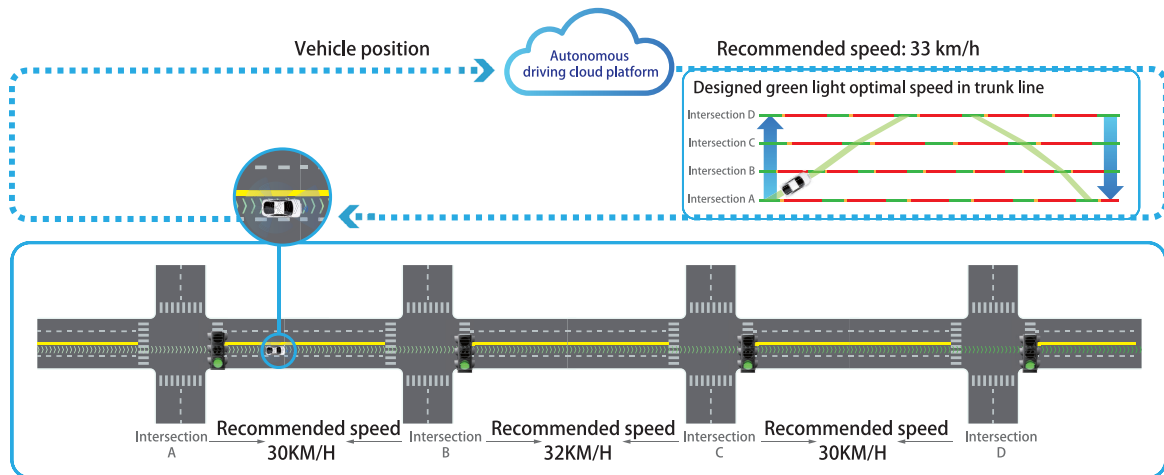 Vehicle position
Autonomous
driving cloud platform
Recommended speed: 33 km/h
Designed green light optimal speed in trunk line
Intersection D
Intersection C
Intersection B
Intersection A
Intersection
A
Recommended speed
30KM/H
Intersection
B
Recommended speed
32KM/H
Intersection
C
Recommended speed
30KM/H
Intersection
D